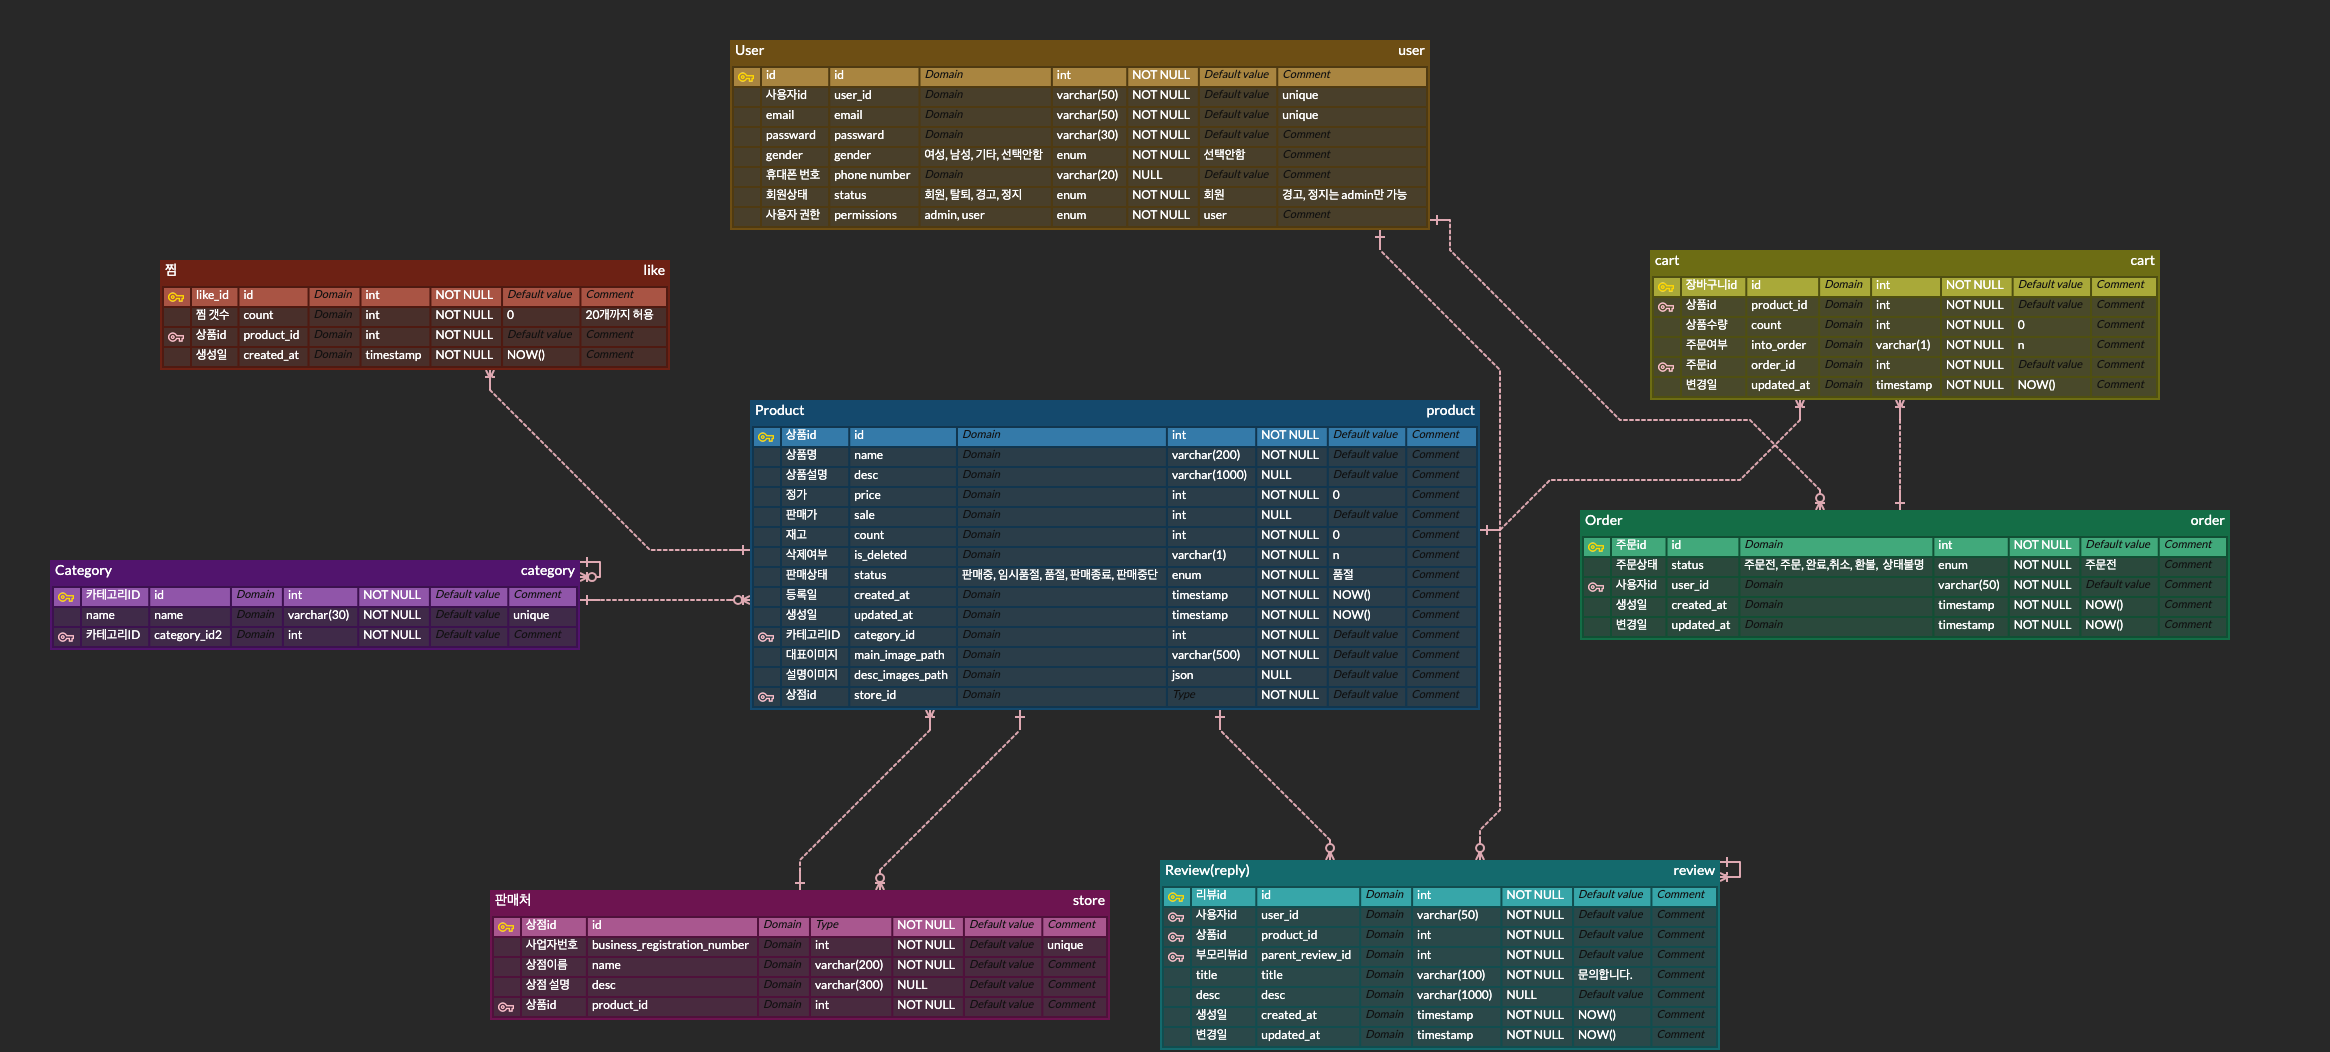 User user
id id Domain int NOT NULL Default value Comment
사용자id user_id Domain varchar(50) NOT NULL Default value unique
email email Domain varchar(50) NOT NULL Default value unique
passward passward Domain varchar(30) NOT NULL Default value Comment
gender gender 여성, 남성, 기타, 선택안함 enum NOT NULL 선택안함 Comment
휴대폰 번호 phone number Domain varchar(20) NULL Default value Comment
회원상태 status 회원, 탈퇴, 경고, 정지 enum NOT NULL 회원 경고, 정지는 admin만 가능
사용자 권한 permissions admin, user enum NOT NULL user Comment
찜 like
like_id id Domain int NOT NULL Default value Comment
찜 갯수 count Domain int NOT NULL 0 20개까지 허용
상품id product_id Domain int NOT NULL Default value Comment
생성일 created_at Domain timestamp NOT NULL NOW() Comment
cart cart
장바구니id id Domain int NOT NULL Default value Comment
상품id product_id Domain int NOT NULL Default value Comment
상품수량 count Domain int NOT NULL 0 Comment
주문여부 into_order Domain varchar(1) NOT NULL n Comment
주문id order_id Domain int NOT NULL Default value Comment
변경일 updated_at Domain timestamp NOT NULL NOW() Comment
Product product
상품id id Domain int NOT NULL Default value Comment
상품명 name Domain varchar(200) NOT NULL Default value Comment
상품설명 desc Domain varchar(1000) NULL Default value Comment
정가 price Domain int NOT NULL 0 Comment
판매가 sale Domain int NULL Default value Comment
재고 count Domain int NOT NULL 0 Comment
삭제여부 is_deleted Domain varchar(1) NOT NULL n Comment
판매상태 status 판매중, 임시품절, 품절, 판매종료, 판매중단 enum NOT NULL 품절 Comment
등록일 created_at Domain timestamp NOT NULL NOW() Comment
생성일 updated_at Domain timestamp NOT NULL NOW() Comment
카테고리ID category_id Domain int NOT NULL Default value Comment
대표이미지 main_image_path Domain varchar(500) NOT NULL Default value Comment
설명이미지 desc_images_path Domain json NULL Default value Comment
상점id store_id Domain Type NOT NULL Default value Comment
Order order
주문id id Domain int NOT NULL Default value Comment
주문상태 status 주문전, 주문, 완료,취소, 환불, 상태불명 enum NOT NULL 주문전 Comment
사용자id user_id Domain varchar(50) NOT NULL Default value Comment
생성일 created_at Domain timestamp NOT NULL NOW() Comment
변경일 updated_at Domain timestamp NOT NULL NOW() Comment
Category category
카테고리ID id Domain int NOT NULL Default value Comment
name name Domain varchar(30) NOT NULL Default value unique
카테고리ID category_id2 Domain int NOT NULL Default value Comment
판매처 store
상점id id Domain Type NOT NULL Default value Comment
사업자번호 business_registration_number Domain int NOT NULL Default value unique
상점이름 name Domain varchar(200) NOT NULL Default value Comment
상점 설명 desc Domain varchar(300) NULL Default value Comment
상품id product_id Domain int NOT NULL Default value Comment
Review(reply) review
리뷰id id Domain int NOT NULL Default value Comment
사용자id user_id Domain varchar(50) NOT NULL Default value Comment
상품id product_id Domain int NOT NULL Default value Comment
부모리뷰id parent_review_id Domain int NOT NULL Default value Comment
title title Domain varchar(100) NOT NULL 문의합니다. Comment
desc desc Domain varchar(1000) NULL Default value Comment
생성일 created_at Domain timestamp NOT NULL NOW() Comment
변경일 updated_at Domain timestamp NOT NULL NOW() Comment